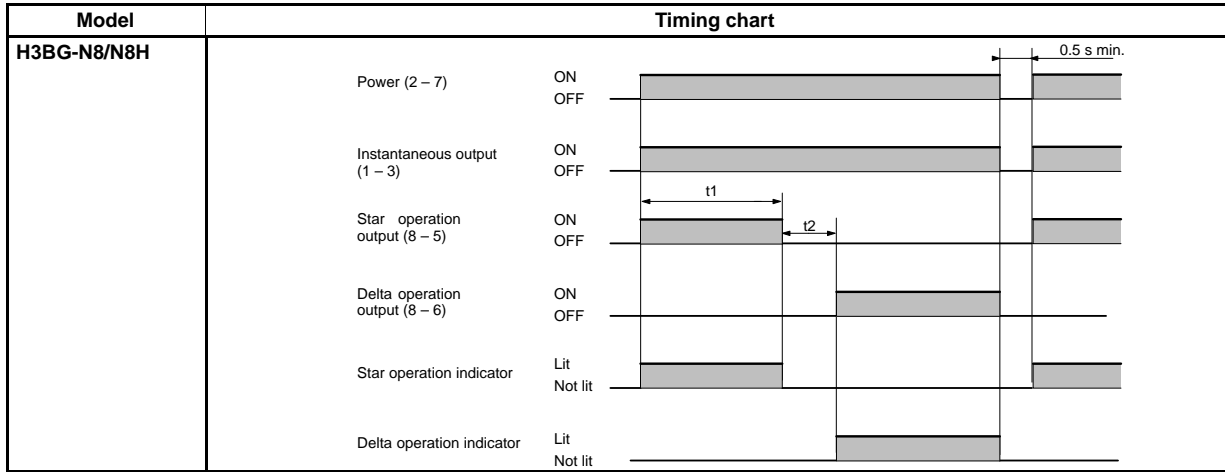 Model
Timing chart
H3BG-N8/N8H
0.5 s min.
Power (2 – 7)
ON
OFF
Instantaneous output
(1 – 3)
ON
OFF
t1
Star operation
output (8 – 5)
ON
OFF
t2
Delta operation
output (8 – 6)
ON
OFF
Star operation indicator
Lit
Not lit
Delta operation indicator
Lit
Not lit